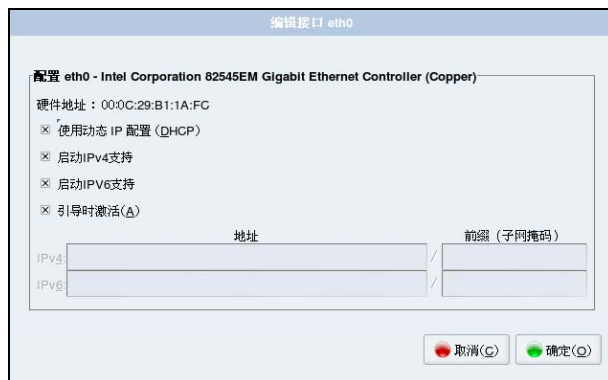 编辑接口 eth0
配置 eth0 - Intel Corporation 82545EM Gigabit Ethernet Controller (Copper)
硬件地址：00:0C:29:B1:1A:FC
使用动态 IP 配置（DHCP）
启动IPv4支持
启动IPV6支持
引导时激活(A)
地址 前缀（子网掩码）
IPv4: /
IPv6: /
取消(C) 确定(O)